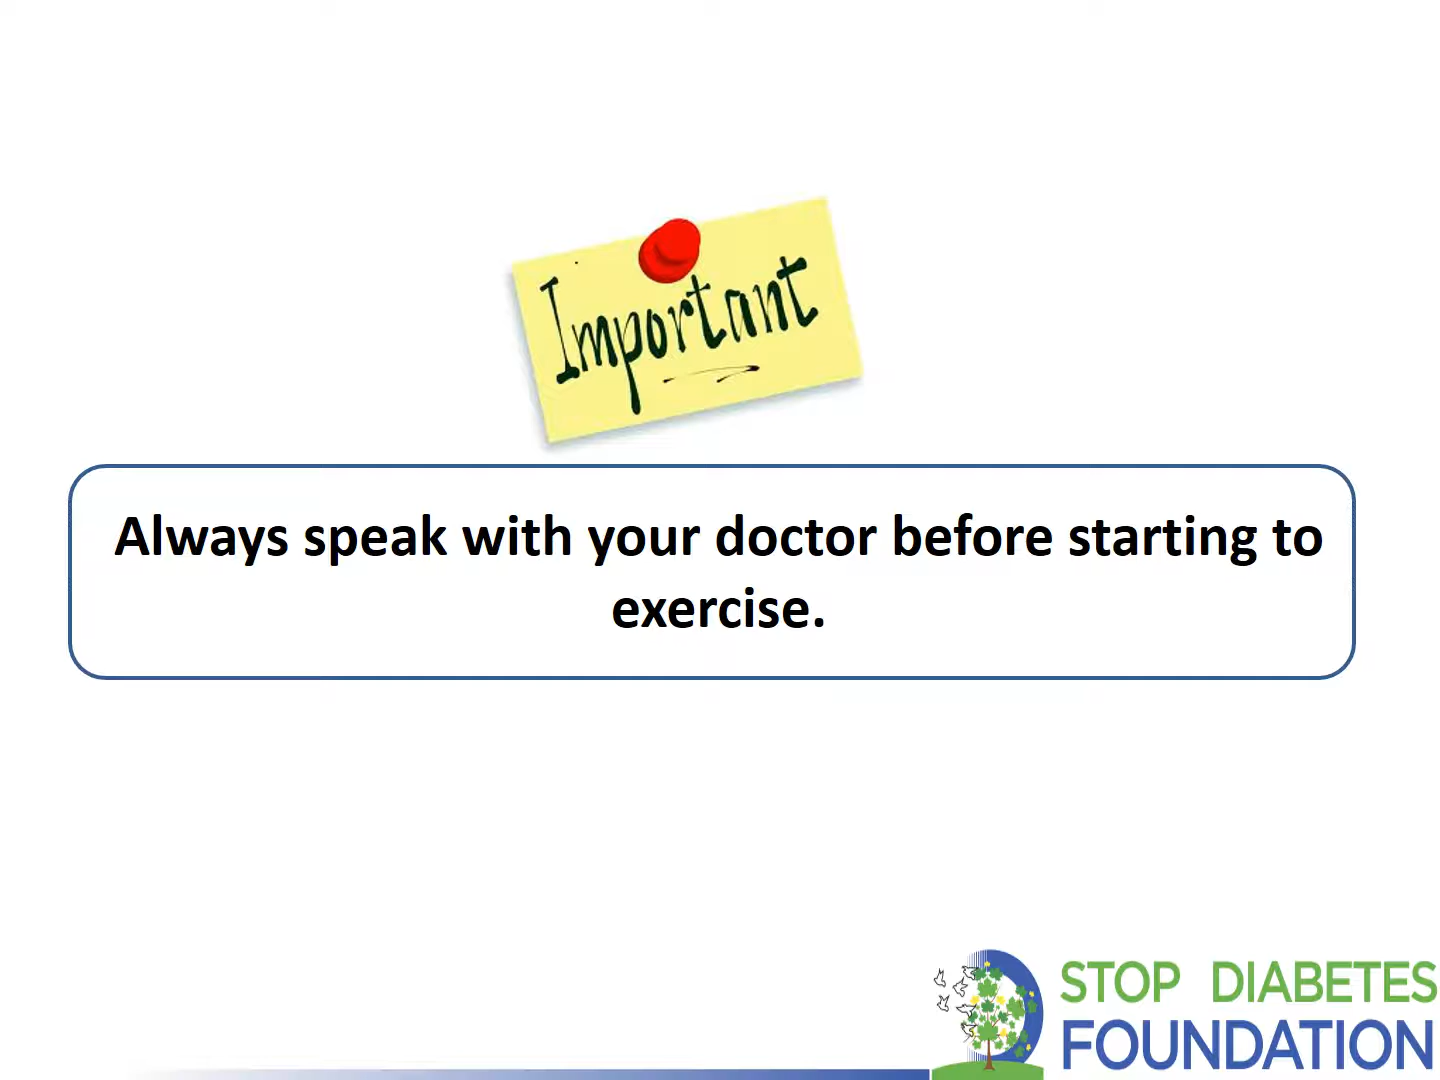 Important
Always speak with your doctor before starting to
exercise.
STOP DIABETES
FOUNDATION